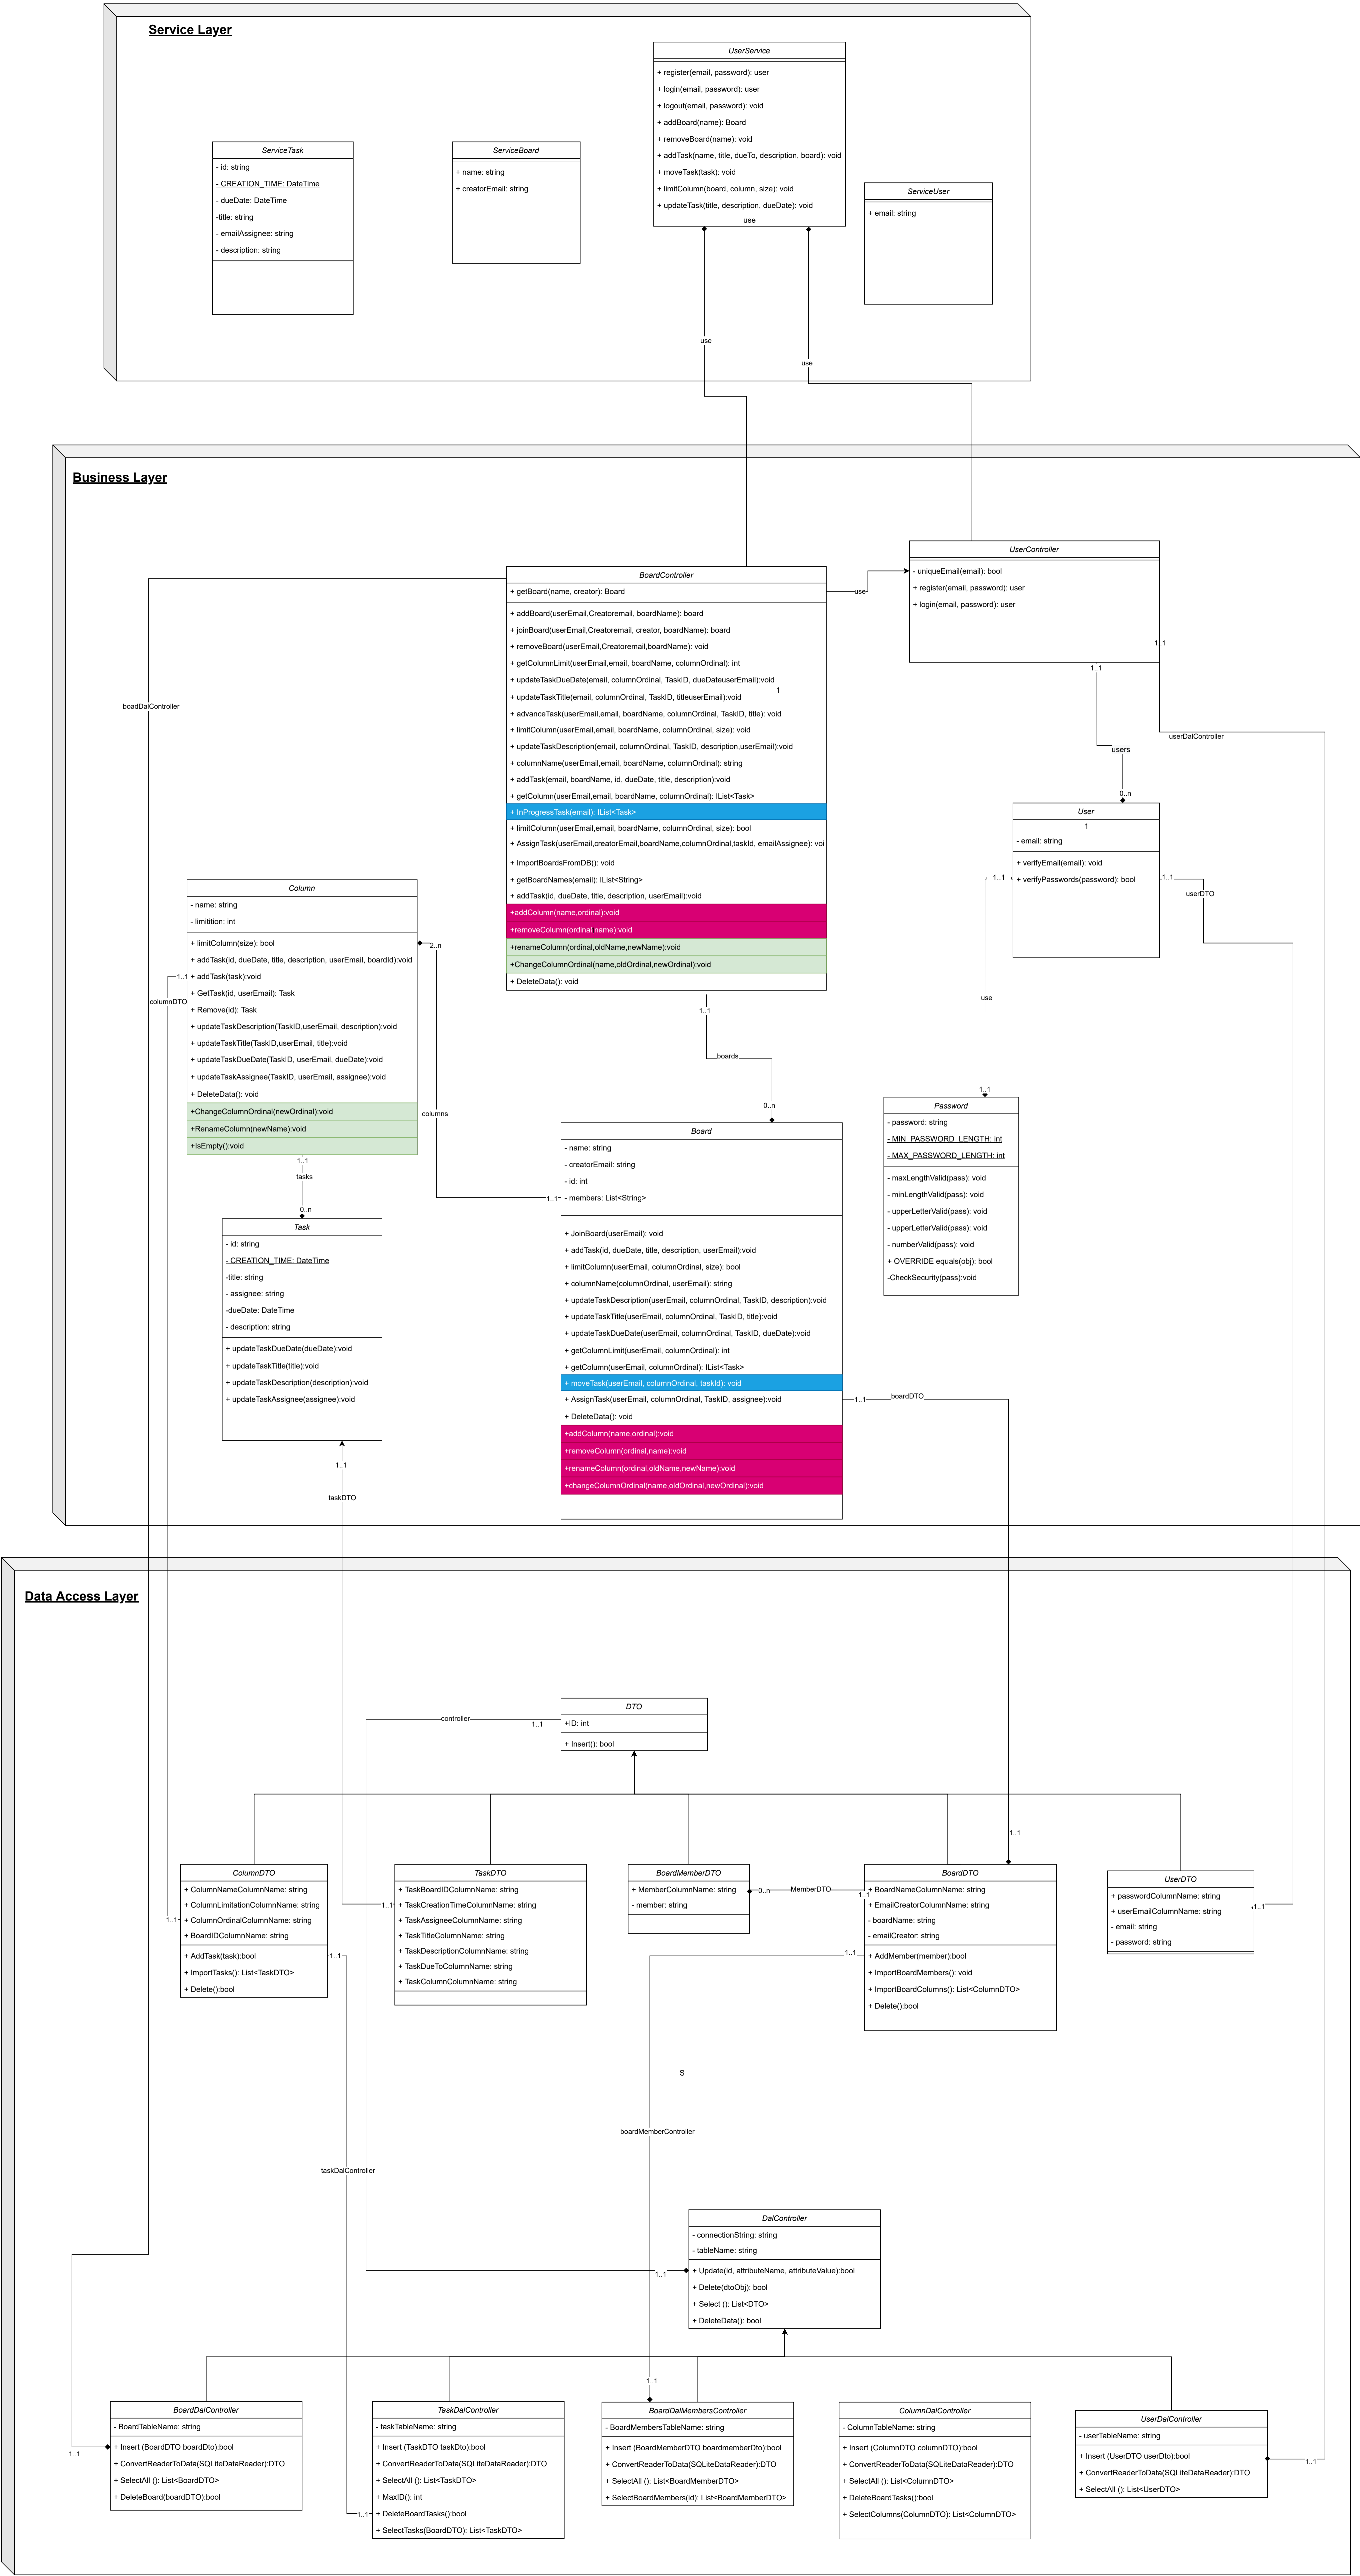 Service Layer
UserService
+ register(email, password): user
+ login(email, password): user
+ logout(email, password): void
+ addBoard(name): Board
+ removeBoard(name): void
+ addTask(name, title, dueTo, description, board): void
+ moveTask(task): void
+ limitColumn(board, column, size): void
+ updateTask(title, description, dueDate): void
use
ServiceTask
- id: string
- CREATION_TIME: DateTime
- dueDate: DateTime
-title: string
- emailAssignee: string
- description: string
ServiceBoard
+ name: string
+ creatorEmail: string
ServiceUser
+ email: string
use
use
Business Layer
UserController
- uniqueEmail(email): bool
+ register(email, password): user
+ login(email, password): user
1..1
1..1
BoardController
+ getBoard(name, creator): Board
+ addBoard(userEmail,Creatoremail, boardName): board
+ joinBoard(userEmail,Creatoremail, creator, boardName): board
+ removeBoard(userEmail,Creatoremail,boardName): void
+ getColumnLimit(userEmail,email, boardName, columnOrdinal): int
+ updateTaskDueDate(email, columnOrdinal, TaskID, dueDateuserEmail):void
1
+ updateTaskTitle(email, columnOrdinal, TaskID, titleuserEmail):void
+ advanceTask(userEmail,email, boardName, columnOrdinal, TaskID, title): void
+ limitColumn(userEmail,email, boardName, columnOrdinal, size): void
+ updateTaskDescription(email, columnOrdinal, TaskID, description,userEmail):void
+ columnName(userEmail,email, boardName, columnOrdinal): string
+ addTask(email, boardName, id, dueDate, title, description):void
+ getColumn(userEmail,email, boardName, columnOrdinal): IList<Task>
+ InProgressTask(email): IList<Task>
+ limitColumn(userEmail,email, boardName, columnOrdinal, size): bool
+ AssignTask(userEmail,creatorEmail,boardName,columnOrdinal,taskId, emailAssignee): voi
+ ImportBoardsFromDB(): void
+ getBoardNames(email): IList<String>
+ addTask(id, dueDate, title, description, userEmail):void
+addColumn(name,ordinal):void
+removeColumn(ordinal,name):void
+renameColumn(ordinal,oldName,newName):void
+ChangeColumnOrdinal(name,oldOrdinal,newOrdinal):void
+ DeleteData(): void
use
boadDalController
userDalController
users
0..n
User
1
- email: string
+ verifyEmail(email): void
+ verifyPasswords(password): bool
1..1
1..1
userDTO
use
1..1
Column
- name: string
- limitition: int
+ limitColumn(size): bool
+ addTask(id, dueDate, title, description, userEmail, boardId):void
+ addTask(task):void
+ GetTask(id, userEmail): Task
+ Remove(id): Task
+ updateTaskDescription(TaskID,userEmail, description):void
+ updateTaskTitle(TaskID,userEmail, title):void
+ updateTaskDueDate(TaskID, userEmail, dueDate):void
+ updateTaskAssignee(TaskID, userEmail, assignee):void
+ DeleteData(): void
+ChangeColumnOrdinal(newOrdinal):void
+RenameColumn(newName):void
+IsEmpty():void
2..n
1..1
columnDTO
columns
1..1
boards
0..n
1..1
tasks
0..n
Password
- password: string
- MIN_PASSWORD_LENGTH: int
- MAX_PASSWORD_LENGTH: int
- maxLengthValid(pass): void
- minLengthValid(pass): void
- upperLetterValid(pass): void
- upperLetterValid(pass): void
- numberValid(pass): void
+ OVERRIDE equals(obj): bool
-CheckSecurity(pass):void
Board
- name: string
- creatorEmail: string
- id: int
- members: List<String>
1..1
+ JoinBoard(userEmail): void
+ addTask(id, dueDate, title, description, userEmail):void
+ limitColumn(userEmail, columnOrdinal, size): bool
+ columnName(columnOrdinal, userEmail): string
+ updateTaskDescription(userEmail, columnOrdinal, TaskID, description):void
+ updateTaskTitle(userEmail, columnOrdinal, TaskID, title):void
+ updateTaskDueDate(userEmail, columnOrdinal, TaskID, dueDate):void
+ getColumnLimit(userEmail, columnOrdinal): int
+ getColumn(userEmail, columnOrdinal): IList<Task>
+ moveTask(userEmail, columnOrdinal, taskId): void
+ AssignTask(userEmail, columnOrdinal, TaskID, assignee):void
+ DeleteData(): void
+addColumn(name,ordinal):void
+removeColumn(ordinal,name):void
+renameColumn(ordinal,oldName,newName):void
+changeColumnOrdinal(name,oldOrdinal,newOrdinal):void
1..1
boardDTO
Task
- id: string
- CREATION_TIME: DateTime
-title: string
- assignee: string
-dueDate: DateTime
- description: string
+ updateTaskDueDate(dueDate):void
+ updateTaskTitle(title):void
+ updateTaskDescription(description):void
+ updateTaskAssignee(assignee):void
1..1
taskDTO
Data Access Layer
DTO
+ID: int
+ Insert(): bool
controller
1..1
1..1
ColumnDTO
+ ColumnNameColumnName: string
+ ColumnLimitationColumnName: string
+ ColumnOrdinalColumnName: string
+ BoardIDColumnName: string
+ AddTask(task):bool
+ ImportTasks(): List<TaskDTO>
+ Delete():bool
1..1
1..1
TaskDTO
+ TaskBoardIDColumnName: string
+ TaskCreationTimeColumnName: string
+ TaskAssigneeColumnName: string
+ TaskTitleColumnName: string
+ TaskDescriptionColumnName: string
+ TaskDueToColumnName: string
+ TaskColumnColumnName: string
1..1
BoardMemberDTO
+ MemberColumnName: string
- member: string
0..n
MemberDTO
1..1
BoardDTO
+ BoardNameColumnName: string
+ EmailCreatorColumnName: string
- boardName: string
- emailCreator: string
+ AddMember(member):bool
+ ImportBoardMembers(): void
+ ImportBoardColumns(): List<ColumnDTO>
+ Delete():bool
1..1
UserDTO
+ passwordColumnName: string
+ userEmailColumnName: string
- email: string
- password: string
1..1
S
boardMemberController
taskDalController
DalController
- connectionString: string
- tableName: string
+ Update(id, attributeName, attributeValue):bool
+ Delete(dtoObj): bool
+ Select (): List<DTO>
+ DeleteData(): bool
1..1
1..1
BoardDalController
- BoardTableName: string
+ Insert (BoardDTO boardDto):bool
+ ConvertReaderToData(SQLiteDataReader):DTO
+ SelectAll (): List<BoardDTO>
+ DeleteBoard(boardDTO):bool
1..1
TaskDalController
- taskTableName: string
+ Insert (TaskDTO taskDto):bool
+ ConvertReaderToData(SQLiteDataReader):DTO
+ SelectAll (): List<TaskDTO>
+ MaxID(): int
+ DeleteBoardTasks():bool
+ SelectTasks(BoardDTO): List<TaskDTO>
1..1
BoardDalMembersController
- BoardMembersTableName: string
+ Insert (BoardMemberDTO boardmemberDto):bool
+ ConvertReaderToData(SQLiteDataReader):DTO
+ SelectAll (): List<BoardMemberDTO>
+ SelectBoardMembers(id): List<BoardMemberDTO>
ColumnDalController
- ColumnTableName: string
+ Insert (ColumnDTO columnDTO):bool
+ ConvertReaderToData(SQLiteDataReader):DTO
+ SelectAll (): List<ColumnDTO>
+ DeleteBoardTasks():bool
+ SelectColumns(ColumnDTO): List<ColumnDTO>
UserDalController
- userTableName: string
+ Insert (UserDTO userDto):bool
+ ConvertReaderToData(SQLiteDataReader):DTO
+ SelectAll (): List<UserDTO>
1..1